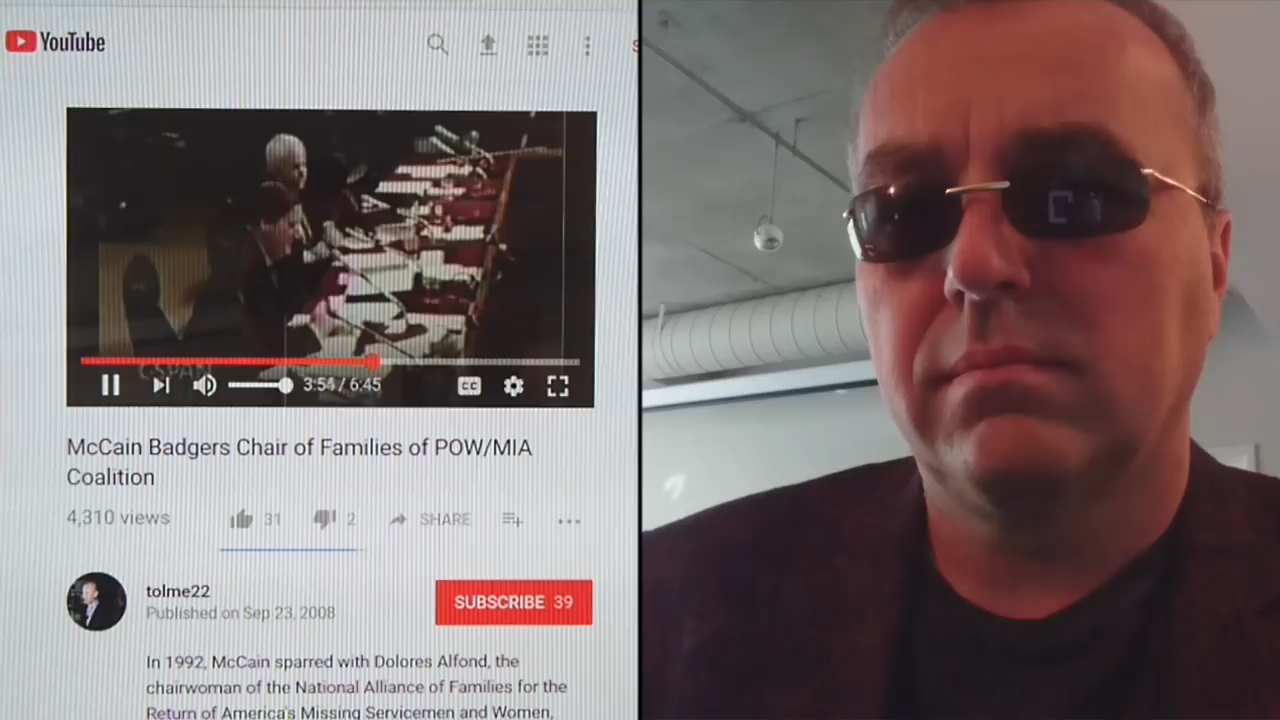 YouTube
C-SPAN
3:54 / 6:45
CC
McCain Badgers Chair of Families of POW/MIA
Coalition
4,310 views
31
2
SHARE
tolme22
Published on Sep 23, 2008
SUBSCRIBE 39
In 1992, McCain sparred with Dolores Alfond, the
chairwoman of the National Alliance of Families for the
Return of America's Missing Servicemen and Women,